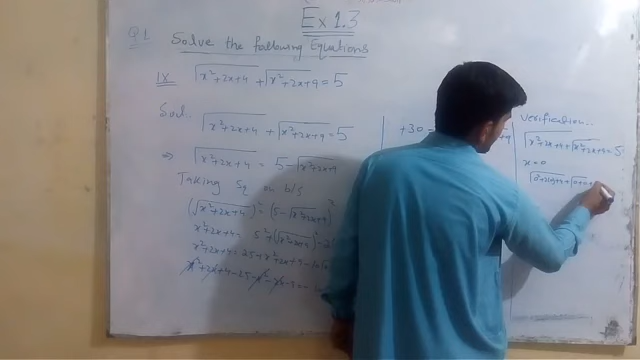 Ex 1.3
Q1. Solve the following Equations
IX √x²+2x+4 + √x²+2x+9 = 5
Sol:.
√x²+2x+4 + √x²+2x+9 = 5
⇒ √x²+2x+4 = 5 - √x²+2x+9
Taking Sq on b/s
(√x²+2x+4)² = (5-√x²+2x+9)²
x²+2x+4 = 5²+(√x²+2x+9)²-2(
x²+2x+4 = 25+x²+2x+9-10(
x²+2x+4-25-x²-2x-9 = -10
+30
Verification..
√x²+2x+4 + √x²+2x+9 = 5
x = 0
√0²+2(0)+4 + √0+